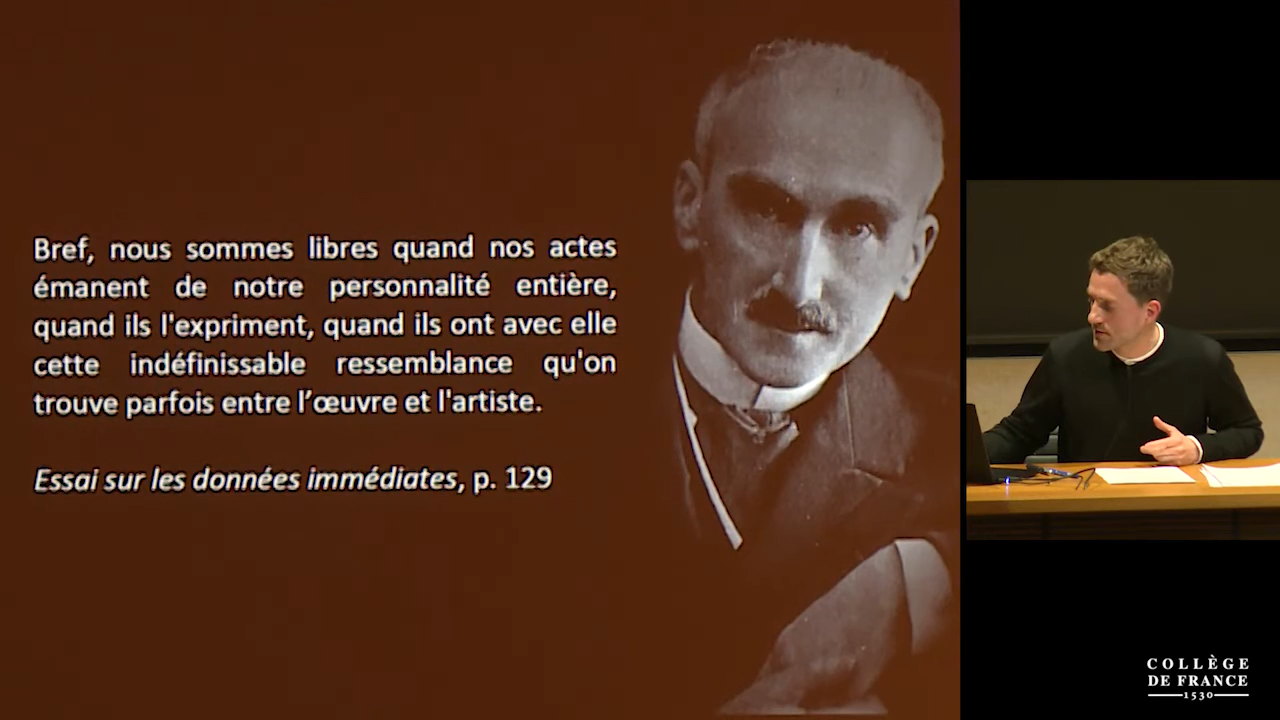 Bref, nous sommes libres quand nos actes
émanent de notre personnalité entière,
quand ils l'expriment, quand ils ont avec elle
cette indéfinissable ressemblance qu'on
trouve parfois entre l’œuvre et l'artiste.
Essai sur les données immédiates, p. 129
COLLÈGE
DE FRANCE
1530